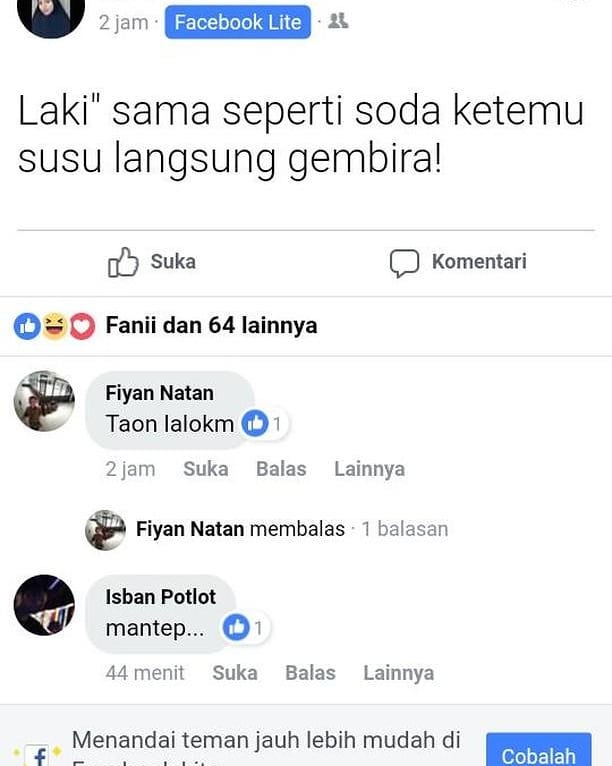 2 jam · Facebook Lite ·
Laki" sama seperti soda ketemu
susu langsung gembira!
Suka Komentari
Fanii dan 64 lainnya
Fiyan Natan
Taon lalokm 1
2 jam Suka Balas Lainnya
Fiyan Natan membalas · 1 balasan
Isban Potlot
mantep... 1
44 menit Suka Balas Lainnya
Menandai teman jauh lebih mudah di
Cobalah